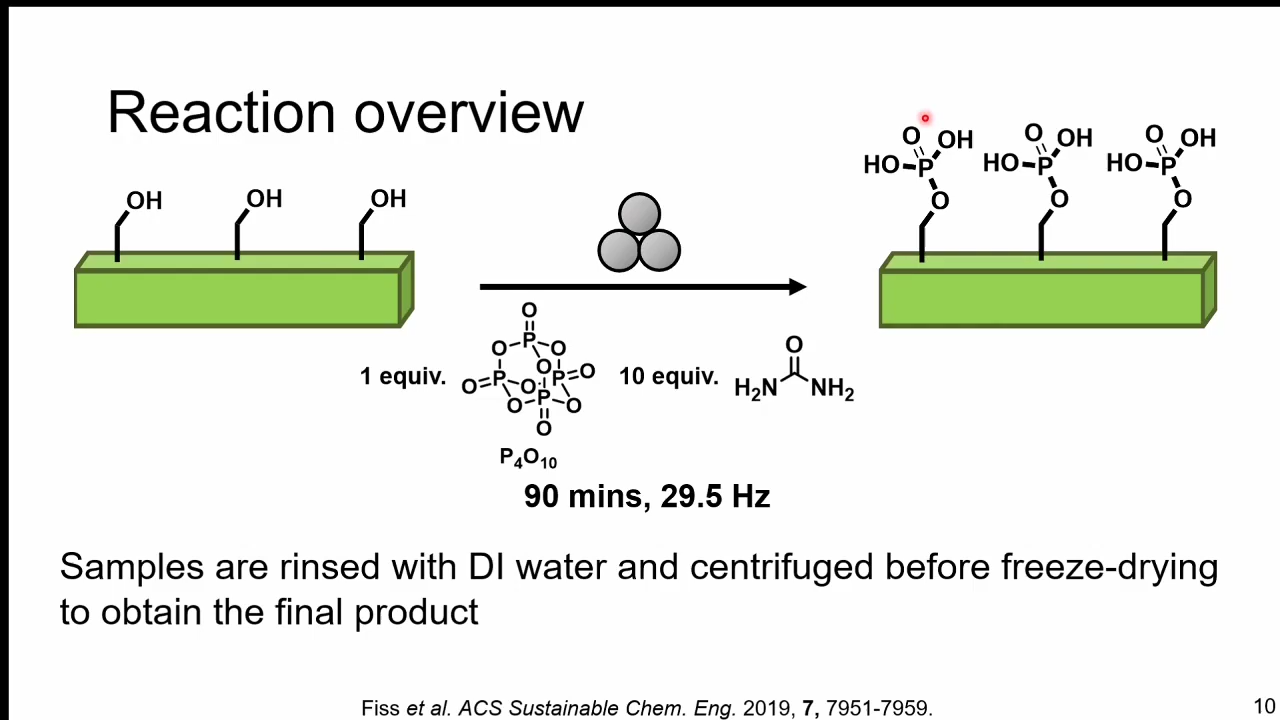 Reaction overview
OH OH OH
O OH O OH O OH
HO P HO P HO P
O O O
O
O P O
O
O P P O
O P
O O
O
1 equiv.
P₄O₁₀
10 equiv.
O
H₂N NH₂
90 mins, 29.5 Hz
Samples are rinsed with DI water and centrifuged before freeze-drying
to obtain the final product
Fiss et al. ACS Sustainable Chem. Eng. 2019, 7, 7951-7959.
10